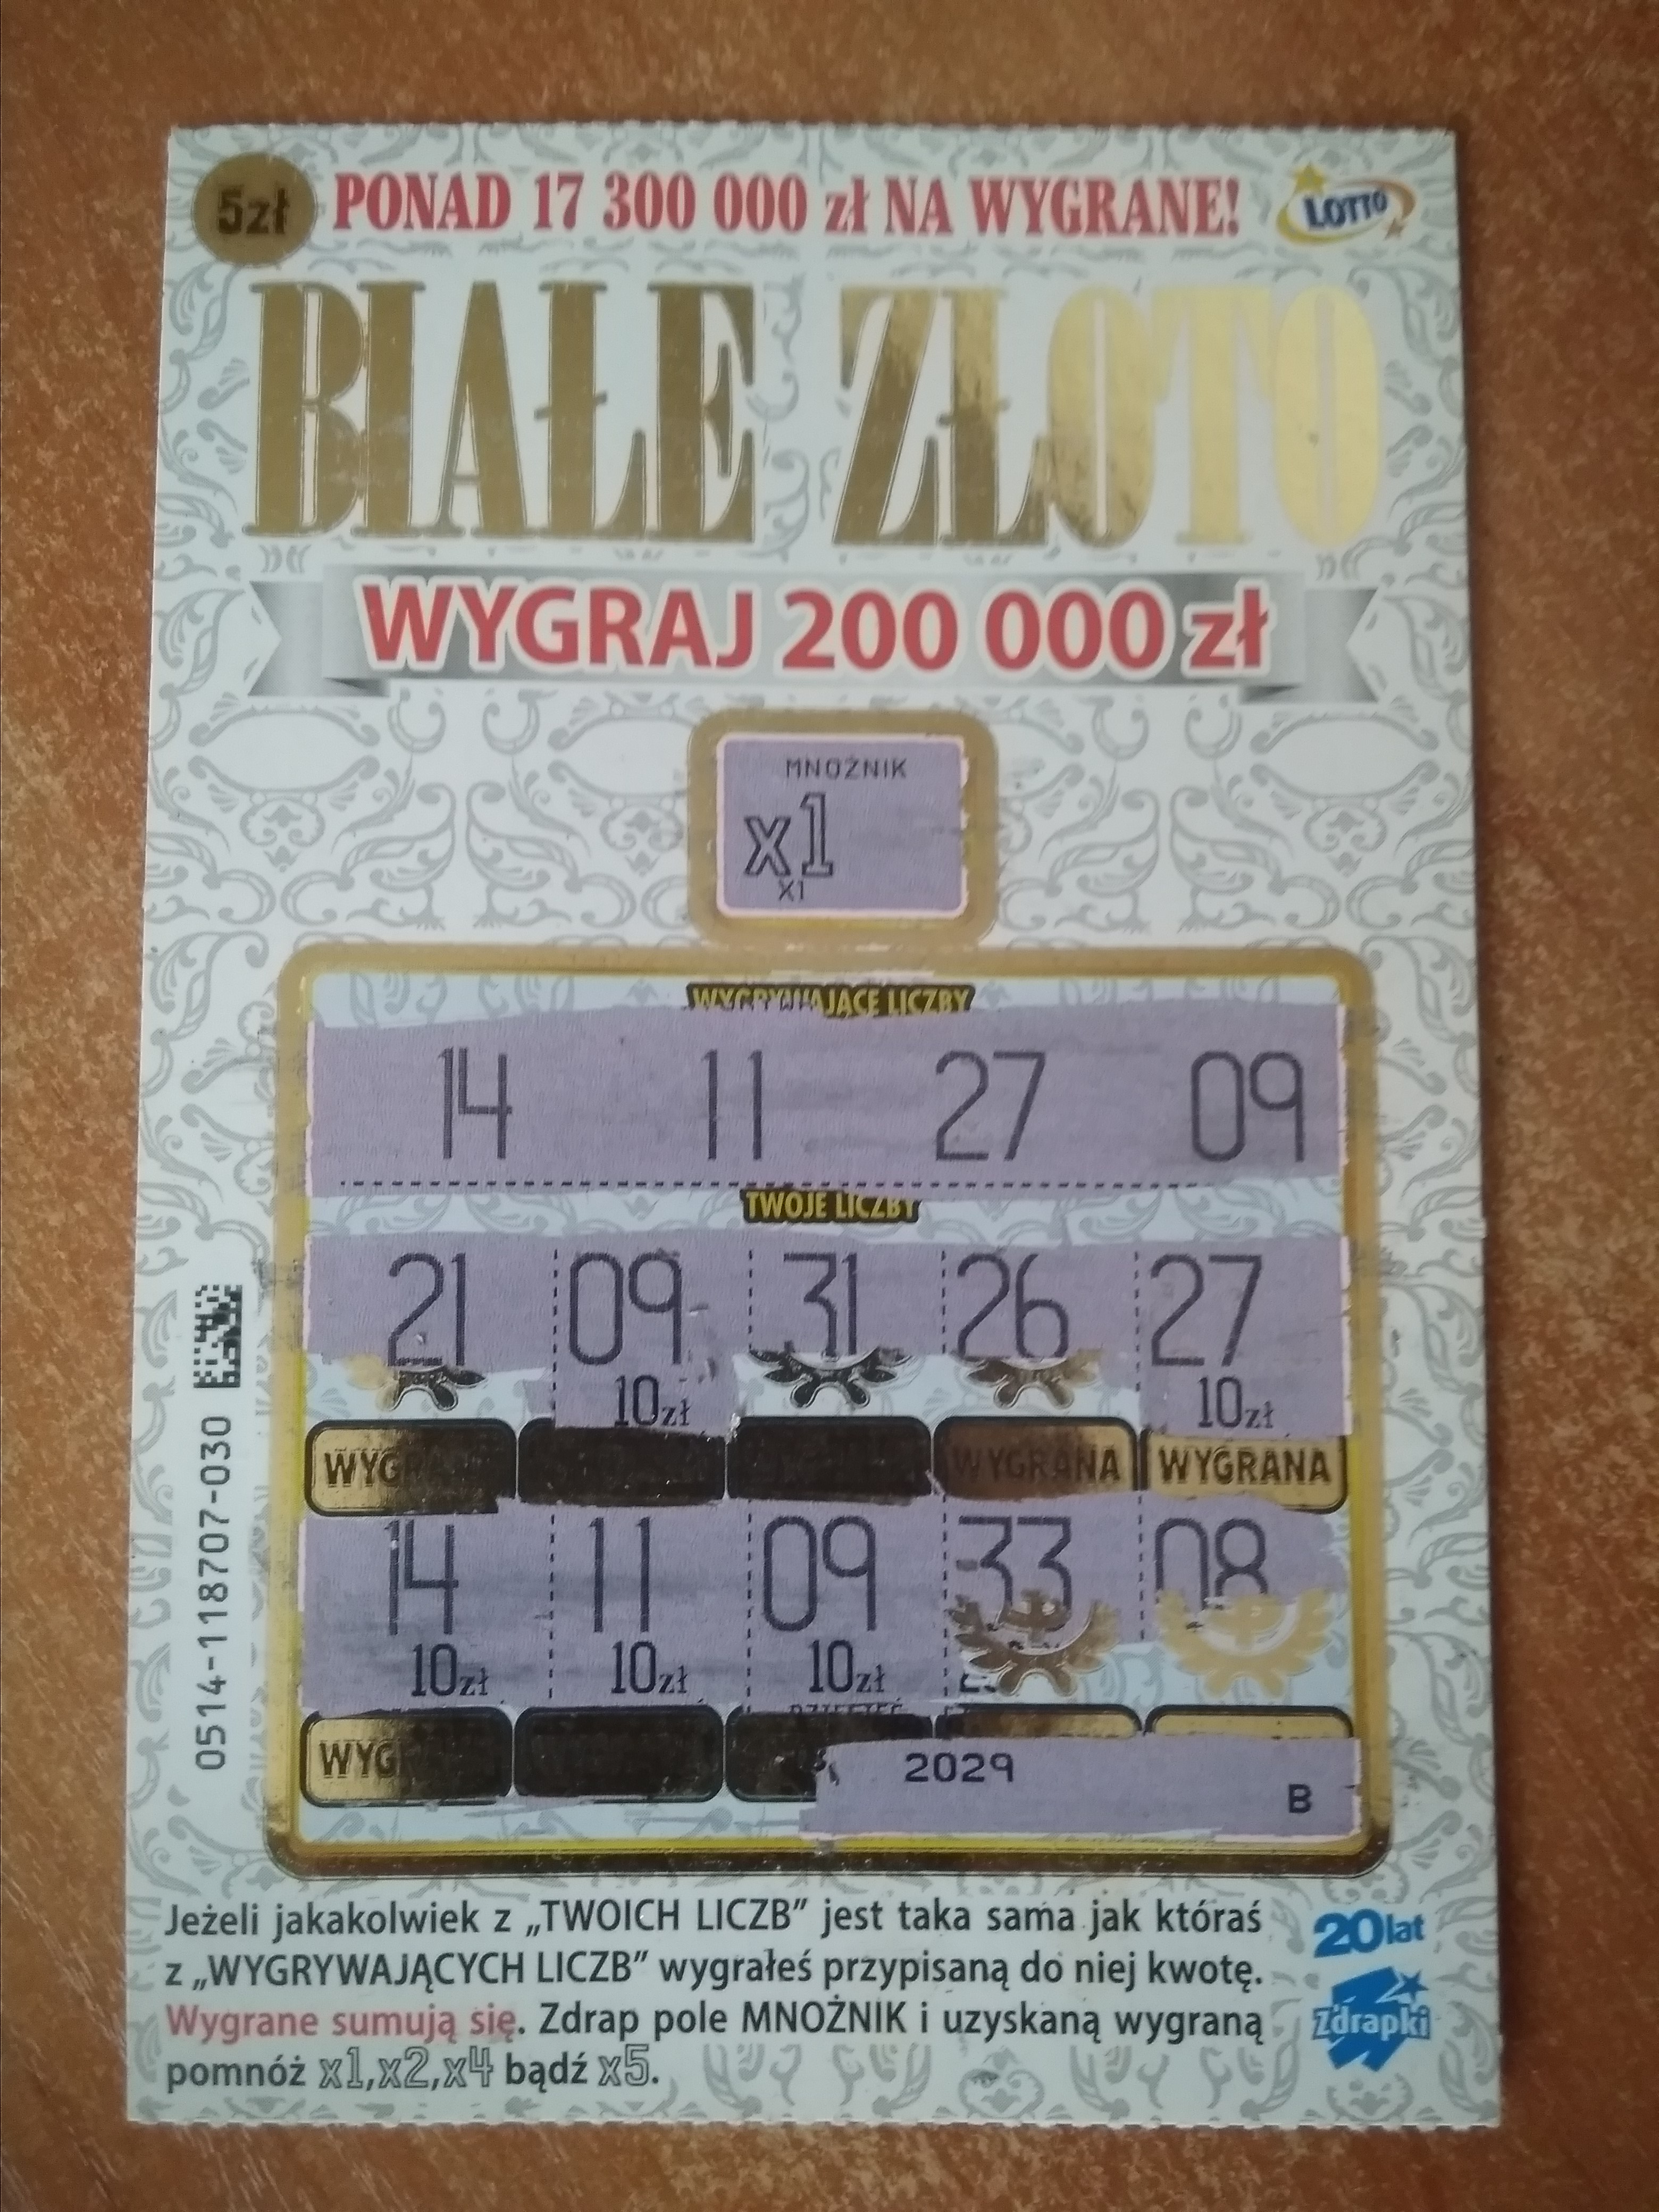 5zł PONAD 17 300 000 zł NA WYGRANE! LOTTO
BIAŁE ZŁOTO
WYGRAJ 200 000 zł
MNOŻNIK
x1
X1
WYGRYWAJĄCE LICZBY
14 11 27 09
TWOJE LICZBY
21 09 31 26 27
10zł 10zł
WYGRANA WYGRANA
14 11 09 33 08
10zł 10zł 10zł
2029
B
0514-118707-030
Jeżeli jakakolwiek z „TWOICH LICZB” jest taka sama jak któraś
z „WYGRYWAJĄCYCH LICZB” wygrałeś przypisaną do niej kwotę.
Wygrane sumują się. Zdrap pole MNOŻNIK i uzyskaną wygraną
pomnóż x1,x2,x4 bądź x5.
20 lat
Zdrapki